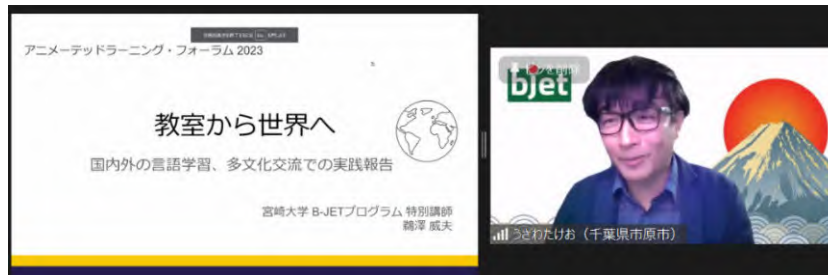 アニメーテッドラーニング・フォーラム 2023
教室から世界へ
国内外の言語学習、多文化交流での実践報告
宮崎大学 B-JETプログラム 特別講師
鵜澤 威夫
bjet
うさわたけお（千葉県市原市）